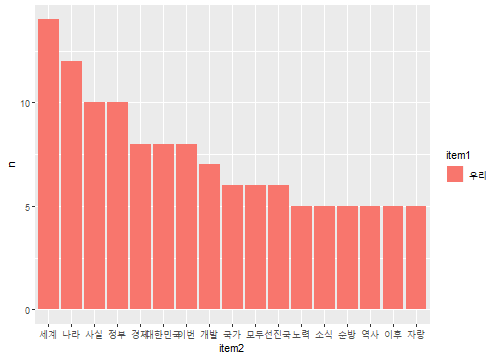 n
10
5
0
세계 나라 사실 정부 경제 대한민국 이번 개발 국가 모두 선진국 노력 소식 순방 역사 이후 자랑
item2
item1
우리